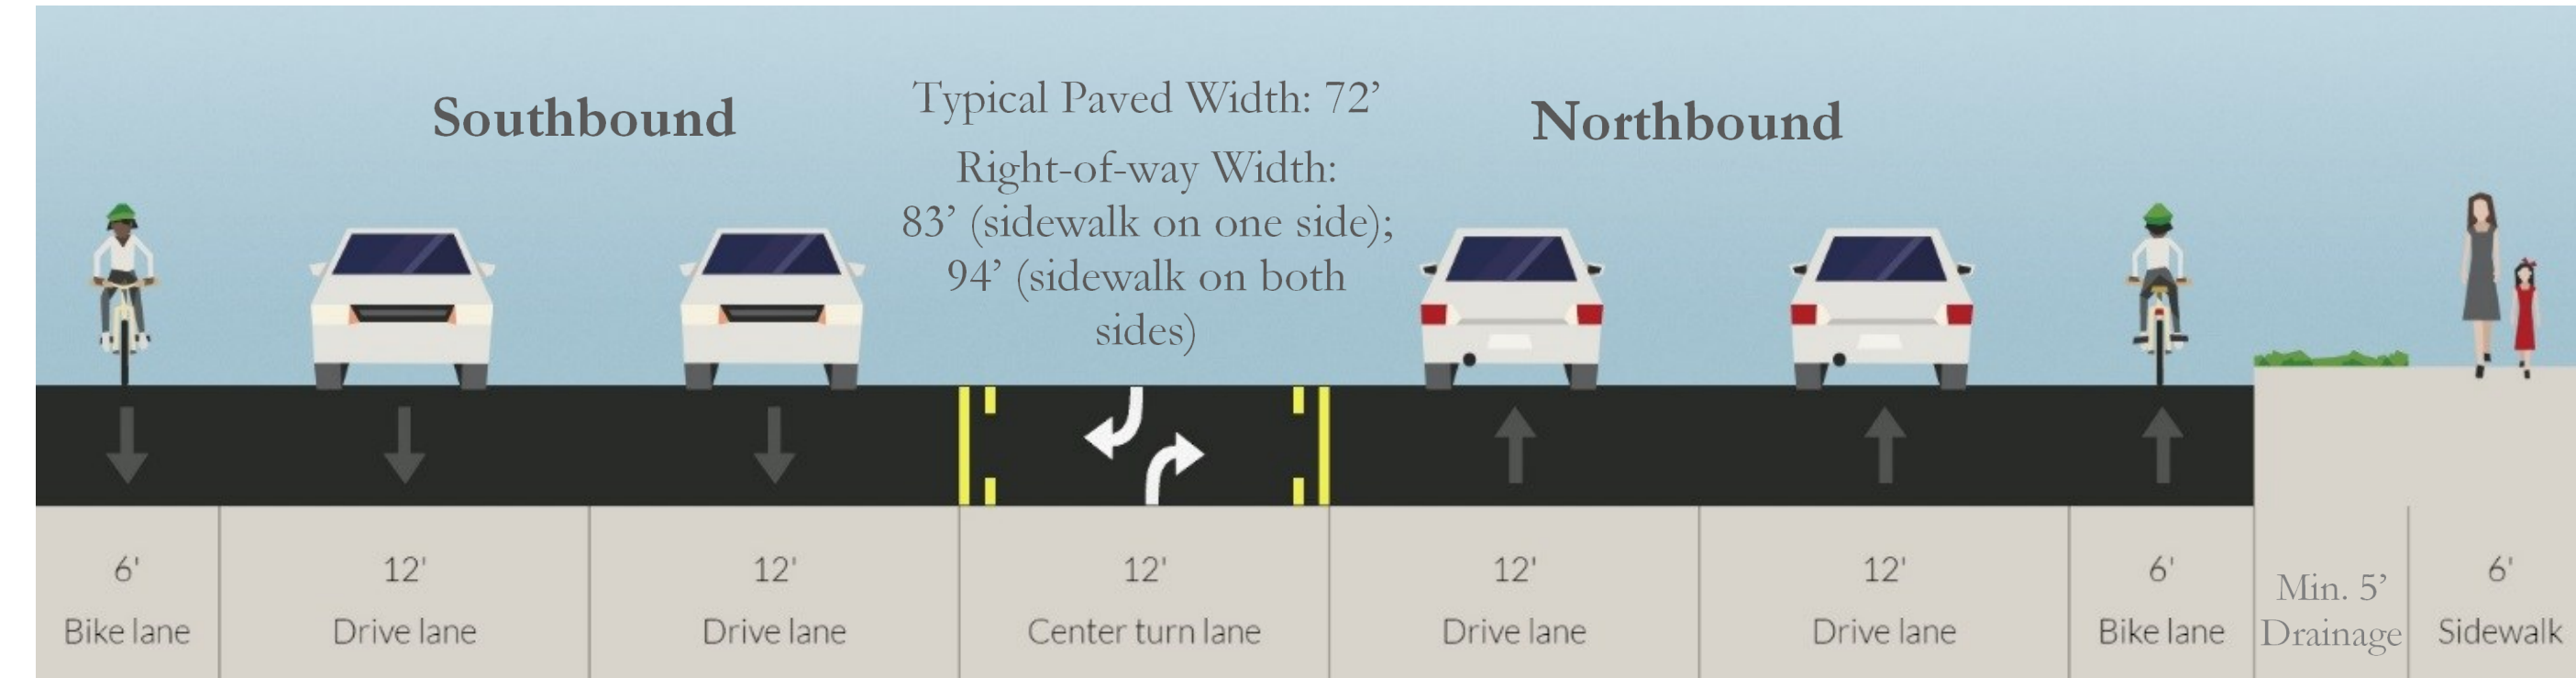 Southbound
Typical Paved Width: 72’
Right-of-way Width:
83’ (sidewalk on one side);
94’ (sidewalk on both
sides)
Northbound
6'
Bike lane
12'
Drive lane
12'
Drive lane
12'
Center turn lane
12'
Drive lane
12'
Drive lane
6'
Bike lane
Min. 5’
Drainage
6'
Sidewalk